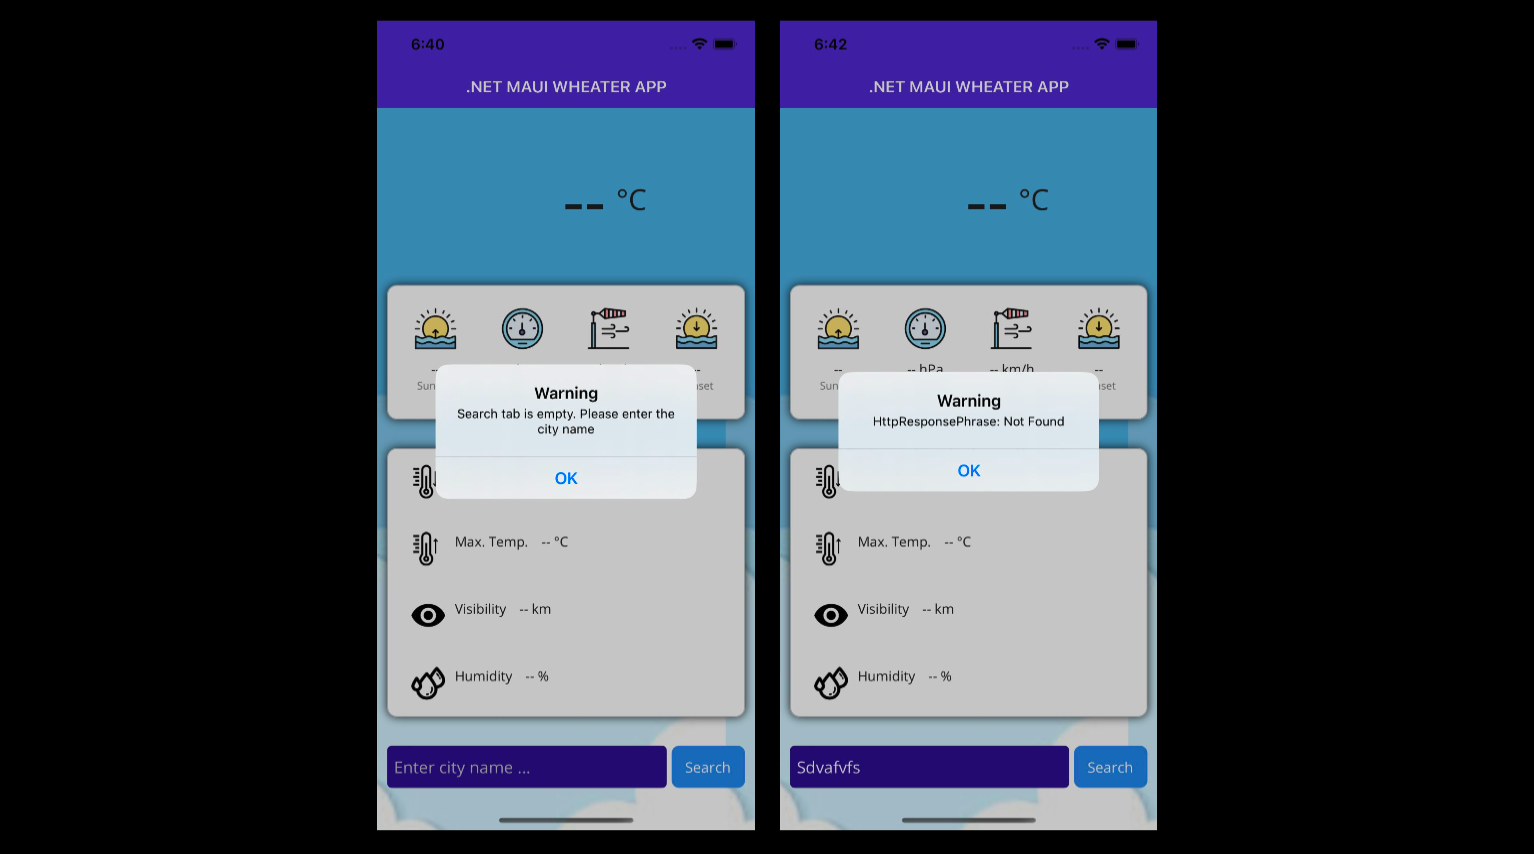 6:40
.NET MAUI WHEATER APP
-- °C
--
Sun
set
Warning
Search tab is empty. Please enter the
city name
OK
Max. Temp. -- °C
Visibility -- km
Humidity -- %
Enter city name ...
Search
6:42
.NET MAUI WHEATER APP
-- °C
-- -- hPa -- km/h --
Sun
set
Warning
HttpResponsePhrase: Not Found
OK
Max. Temp. -- °C
Visibility -- km
Humidity -- %
Sdvafvfs
Search